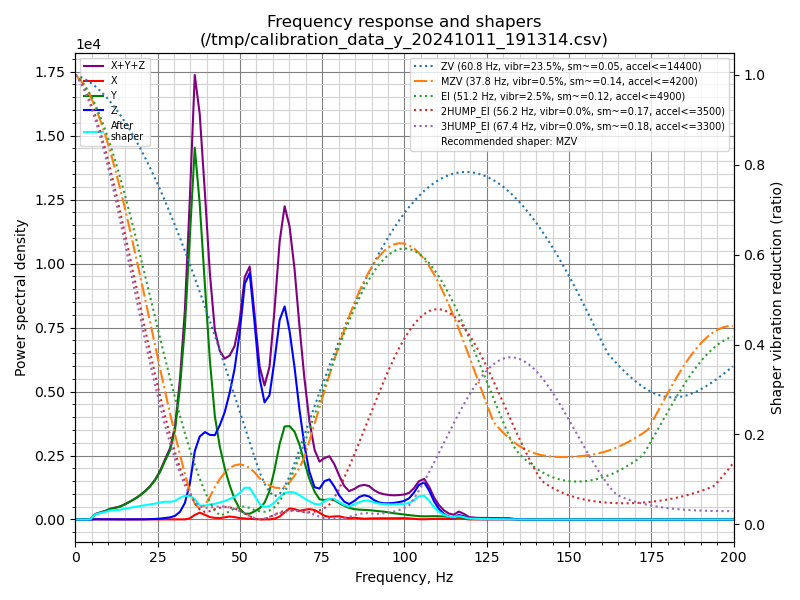 Frequency response and shapers
(/tmp/calibration_data_y_20241011_191314.csv)
1e4
X+Y+Z
X
Y
Z
After
shaper
ZV (60.8 Hz, vibr=23.5%, sm~=0.05, accel<=14400)
MZV (37.8 Hz, vibr=0.5%, sm~=0.14, accel<=4200)
EI (51.2 Hz, vibr=2.5%, sm~=0.12, accel<=4900)
2HUMP_EI (56.2 Hz, vibr=0.0%, sm~=0.17, accel<=3500)
3HUMP_EI (67.4 Hz, vibr=0.0%, sm~=0.18, accel<=3300)
Recommended shaper: MZV
Power spectral density
1.75
1.50
1.25
1.00
0.75
0.50
0.25
0.00
1.0
0.8
0.6
0.4
0.2
0.0
Shaper vibration reduction (ratio)
0 25 50 75 100 125 150 175 200
Frequency, Hz